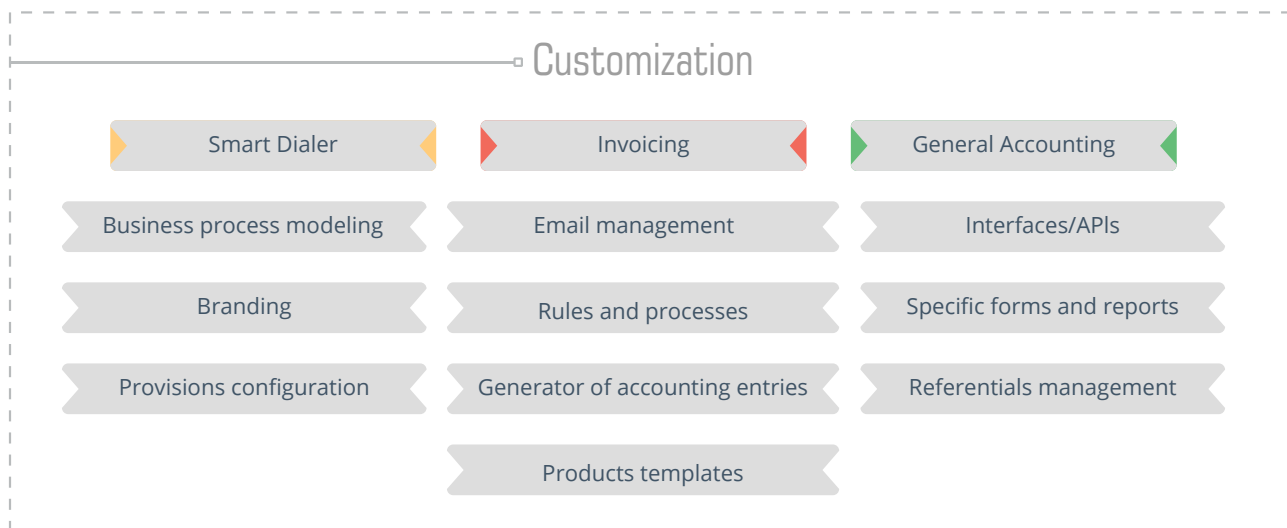 Customization
Smart Dialer
Invoicing
General Accounting
Business process modeling
Email management
Interfaces/APIs
Branding
Rules and processes
Specific forms and reports
Provisions configuration
Generator of accounting entries
Referentials management
Products templates